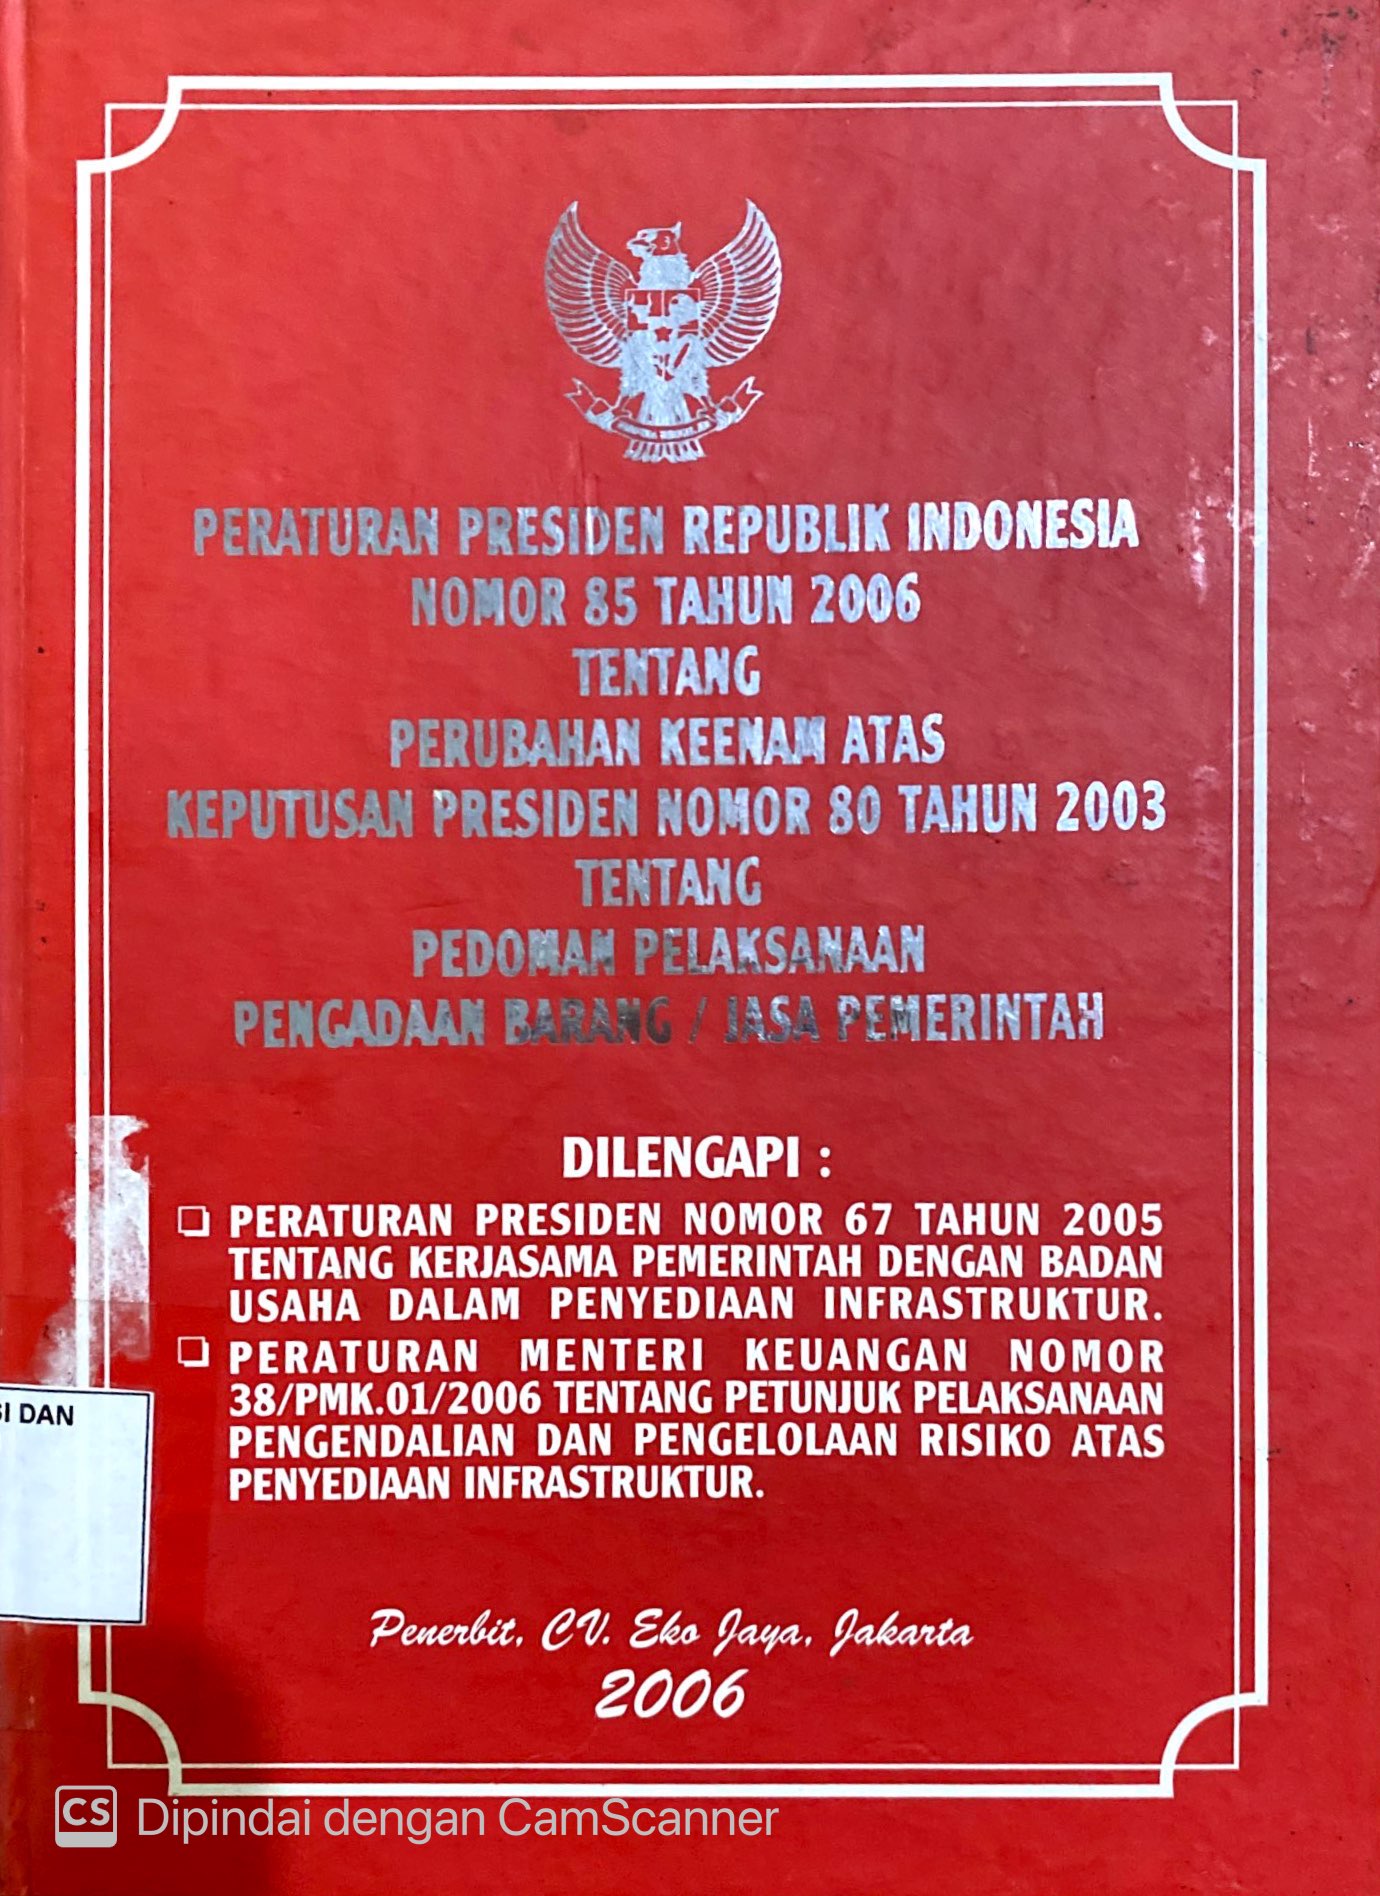 PERATURAN PRESIDEN REPUBLIK INDONESIA
NOMOR 85 TAHUN 2006
TENTANG
PERUBAHAN KEENAM ATAS
KEPUTUSAN PRESIDEN NOMOR 80 TAHUN 2003
TENTANG
PEDOMAN PELAKSANAAN
PENGADAAN BARANG / JASA PEMERINTAH
DILENGAPI :
❏ PERATURAN PRESIDEN NOMOR 67 TAHUN 2005
TENTANG KERJASAMA PEMERINTAH DENGAN BADAN
USAHA DALAM PENYEDIAAN INFRASTRUKTUR.
❏ PERATURAN MENTERI KEUANGAN NOMOR
38/PMK.01/2006 TENTANG PETUNJUK PELAKSANAAN
PENGENDALIAN DAN PENGELOLAAN RISIKO ATAS
PENYEDIAAN INFRASTRUKTUR.
SI DAN
Penerbit, CV. Eko Jaya, Jakarta
2006
CS Dipindai dengan CamScanner